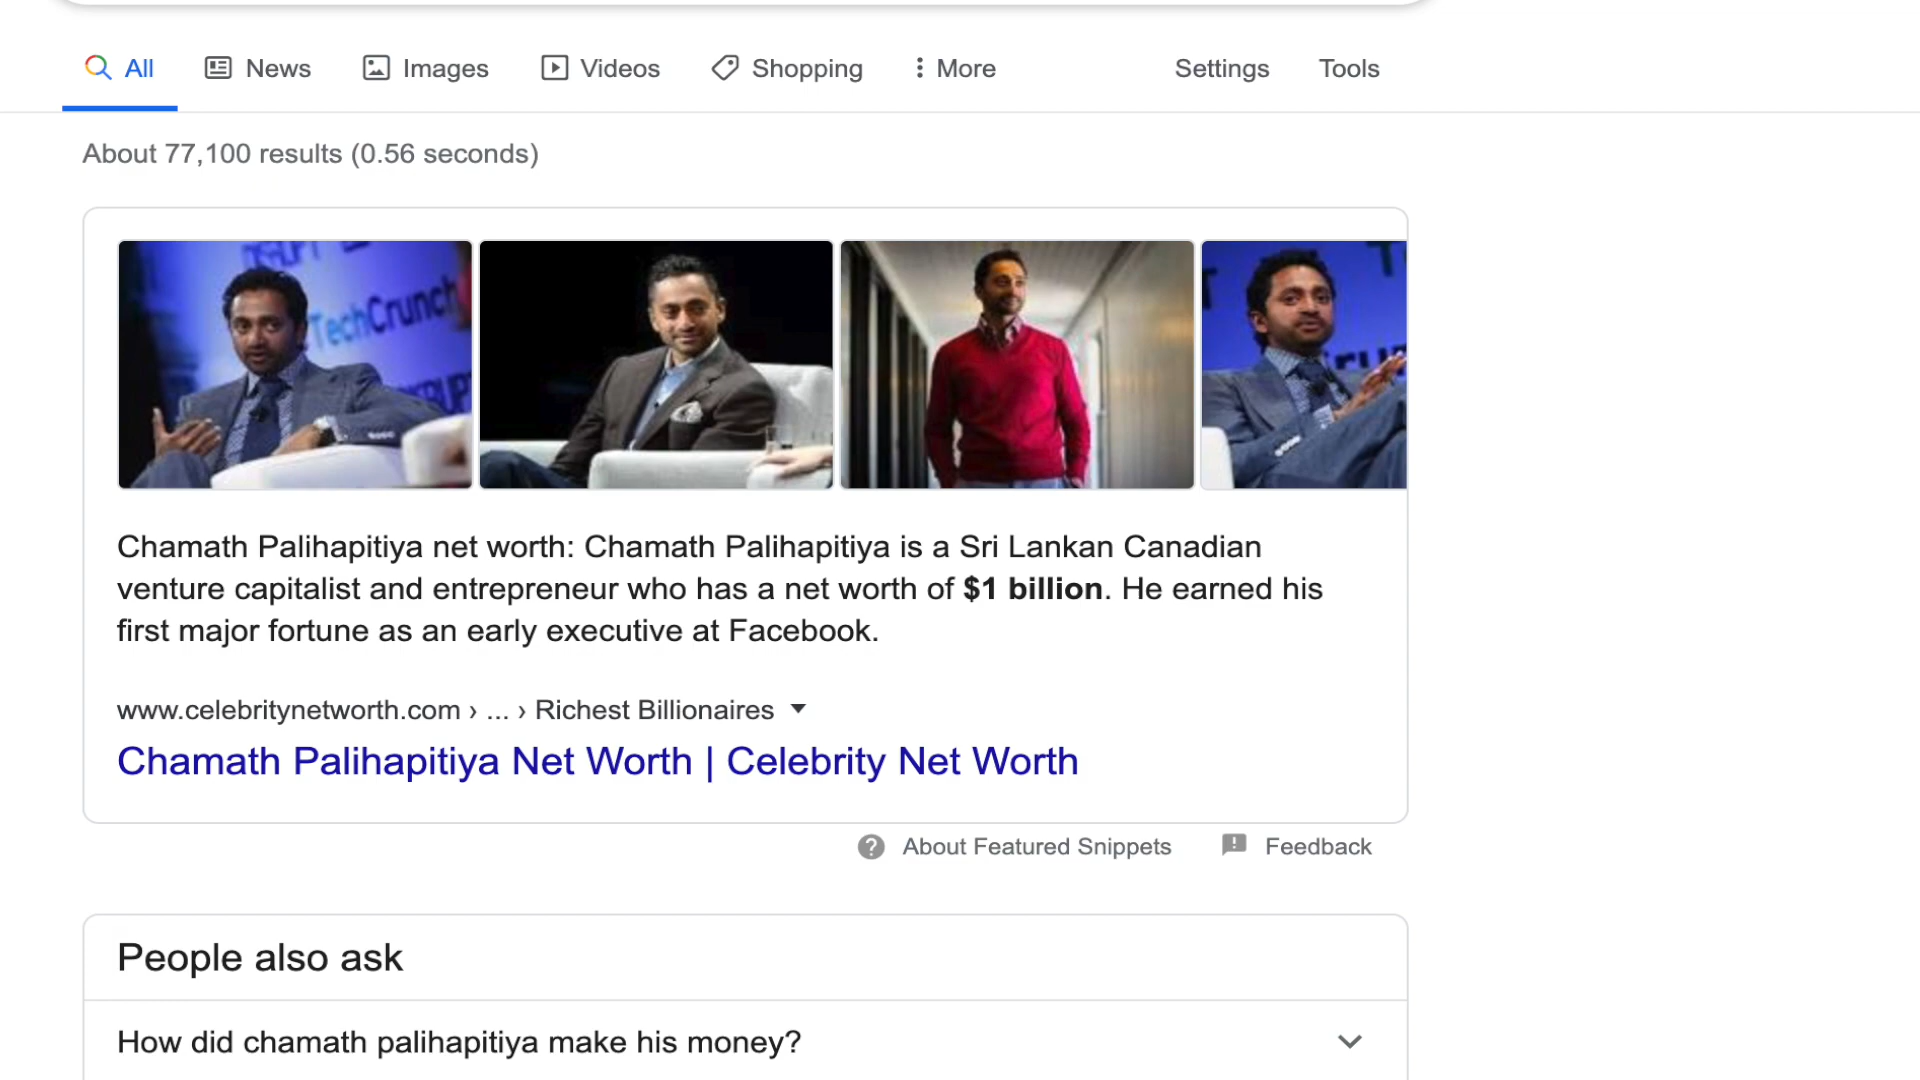 All News Images Videos Shopping More Settings Tools
About 77,100 results (0.56 seconds)
TechCrunch
Chamath Palihapitiya net worth: Chamath Palihapitiya is a Sri Lankan Canadian
venture capitalist and entrepreneur who has a net worth of $1 billion. He earned his
first major fortune as an early executive at Facebook.
www.celebritynetworth.com › ... › Richest Billionaires
Chamath Palihapitiya Net Worth | Celebrity Net Worth
About Featured Snippets Feedback
People also ask
How did chamath palihapitiya make his money?